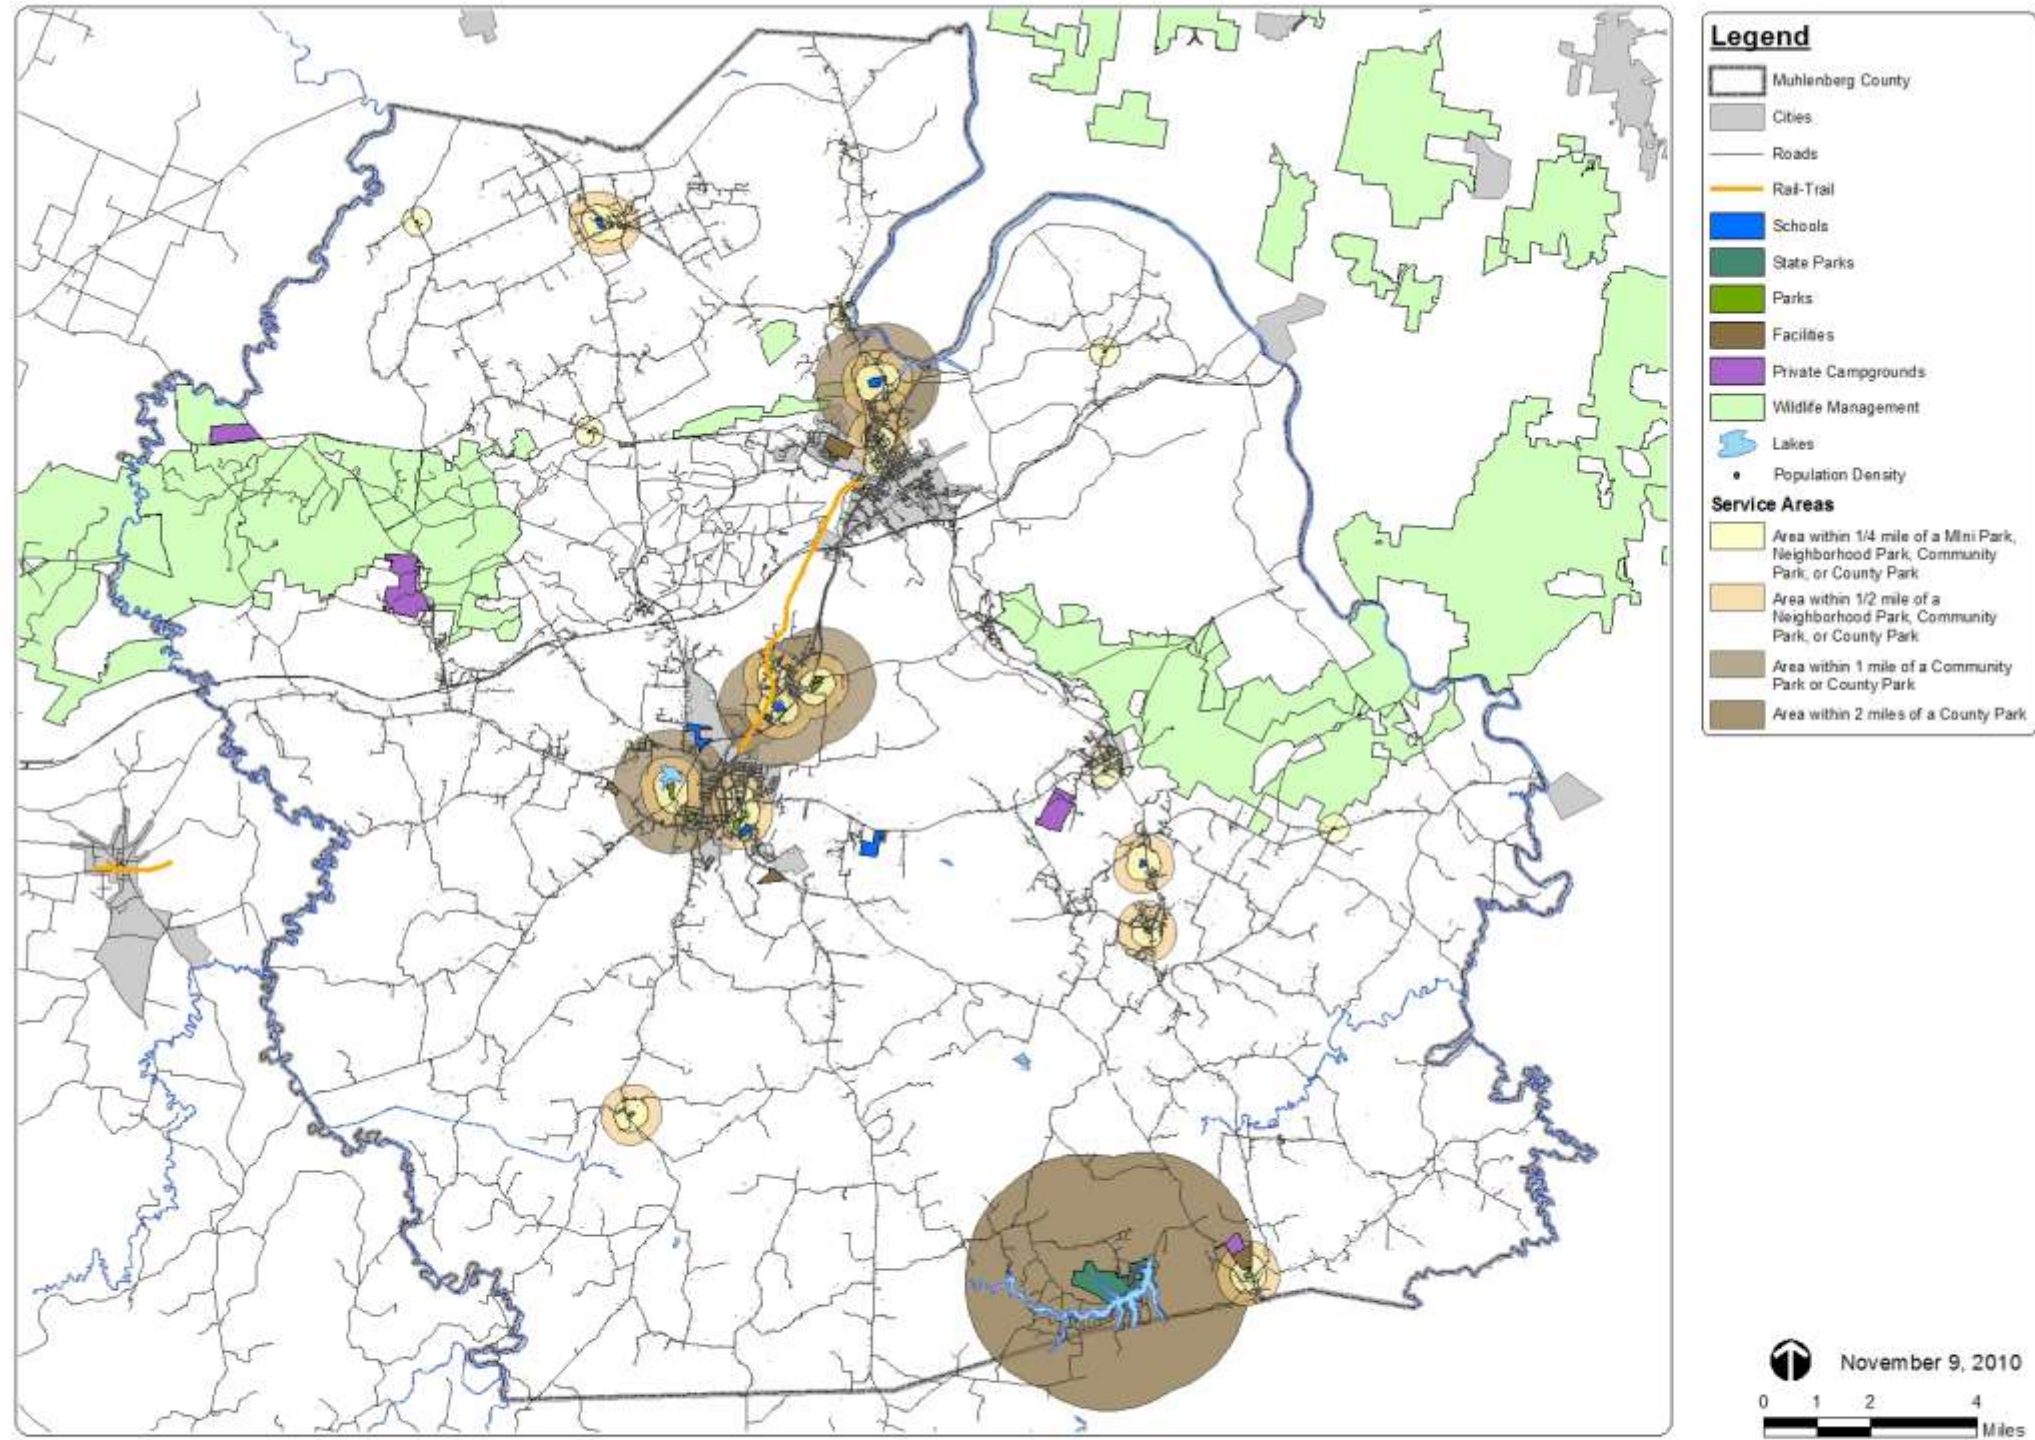 Legend
Muhlenberg County
Cities
Roads
Rail-Trail
Schools
State Parks
Parks
Facilities
Private Campgrounds
Wildlife Management
Lakes
Population Density
Service Areas
Area within 1/4 mile of a MIni Park,
Neighborhood Park, Community
Park, or County Park
Area within 1/2 mile of a
Neighborhood Park, Community
Park, or County Park
Area within 1 mile of a Community
Park or County Park
Area within 2 miles of a County Park
November 9, 2010
0 1 2 4
Miles